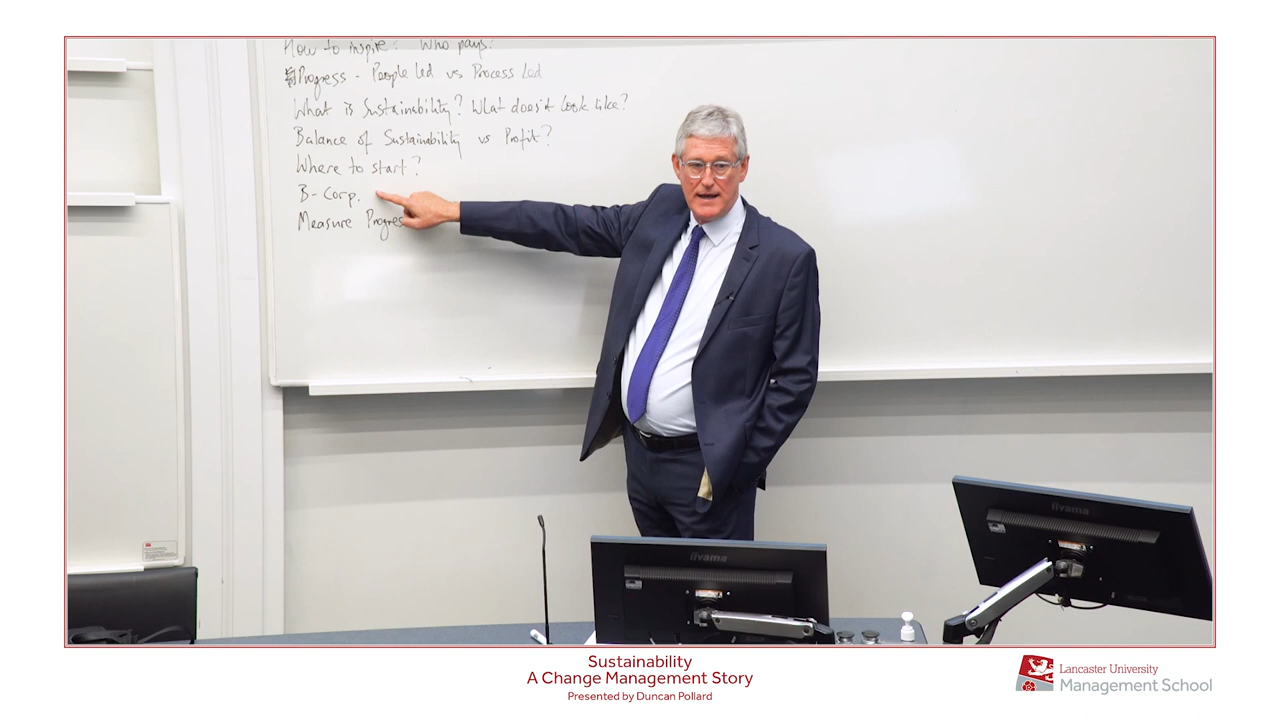 How to inspire? Who pays?
Progress - People Led vs Process Led
What is Sustainability? What does it look like?
Balance of Sustainability vs Profit?
Where to start?
B-Corp.
Measure Progres
iiyama
iiyama
Sustainability
A Change Management Story
Presented by Duncan Pollard
Lancaster University
Management School